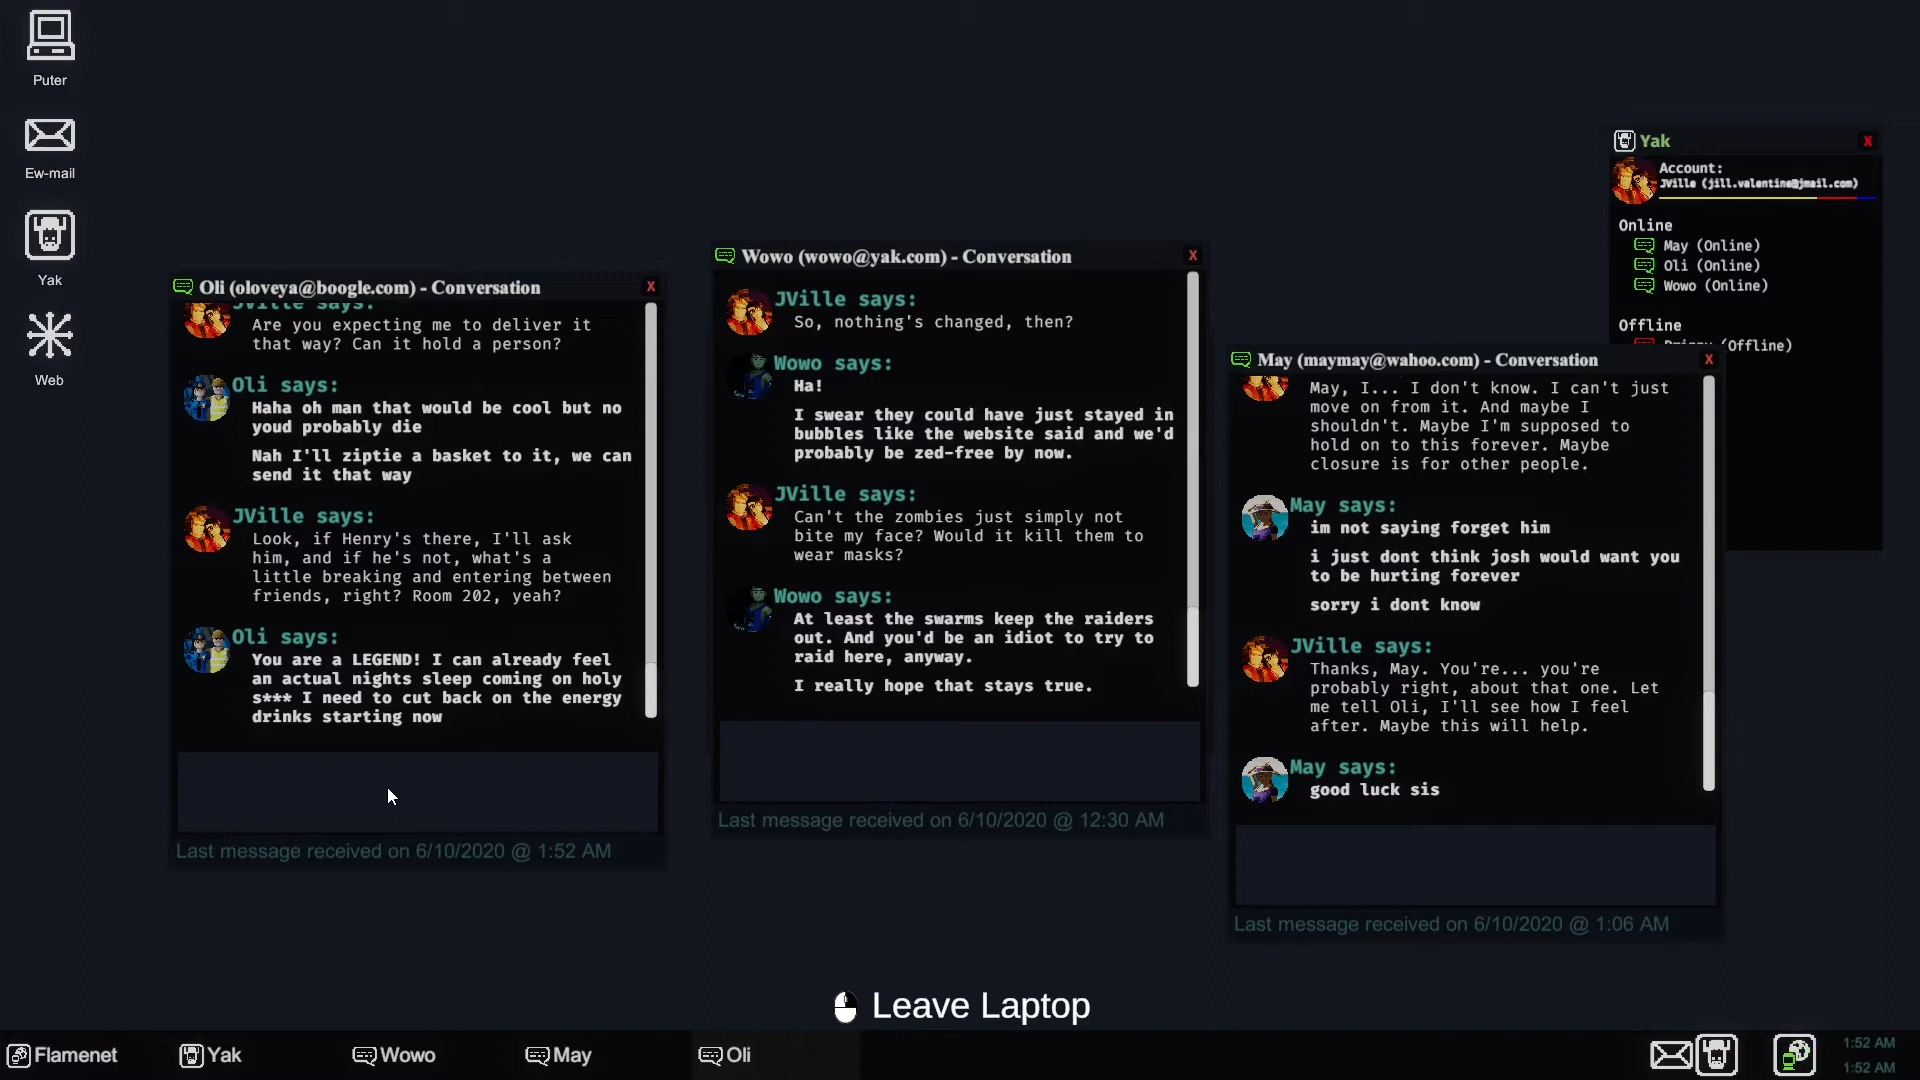 Puter
Ew-mail
Yak
Web
Oli (oloveya@boogle.com) - Conversation
X
JVille says:
Are you expecting me to deliver it
that way? Can it hold a person?
Oli says:
Haha oh man that would be cool but no
youd probably die
Nah I'll ziptie a basket to it, we can
send it that way
JVille says:
Look, if Henry's there, I'll ask
him, and if he's not, what's a
little breaking and entering between
friends, right? Room 202, yeah?
Oli says:
You are a LEGEND! I can already feel
an actual nights sleep coming on holy
s*** I need to cut back on the energy
drinks starting now
Last message received on 6/10/2020 @ 1:52 AM
Wowo (wowo@yak.com) - Conversation
X
JVille says:
So, nothing's changed, then?
Wowo says:
Ha!
I swear they could have just stayed in
bubbles like the website said and we'd
probably be zed-free by now.
JVille says:
Can't the zombies just simply not
bite my face? Would it kill them to
wear masks?
Wowo says:
At least the swarms keep the raiders
out. And you'd be an idiot to try to
raid here, anyway.
I really hope that stays true.
Last message received on 6/10/2020 @ 12:30 AM
Yak
X
Account:
JVille (jill.valentine@jmail.com)
Online
May (Online)
Oli (Online)
Wowo (Online)
Offline
(Offline)
May (maymay@wahoo.com) - Conversation
X
May, I... I don't know. I can't just
move on from it. And maybe I
shouldn't. Maybe I'm supposed to
hold on to this forever. Maybe
closure is for other people.
May says:
im not saying forget him
i just dont think josh would want you
to be hurting forever
sorry i dont know
JVille says:
Thanks, May. You're... you're
probably right, about that one. Let
me tell Oli, I'll see how I feel
after. Maybe this will help.
May says:
good luck sis
Last message received on 6/10/2020 @ 1:06 AM
Leave Laptop
Flamenet
Yak
Wowo
May
Oli
1:52 AM
1:52 AM